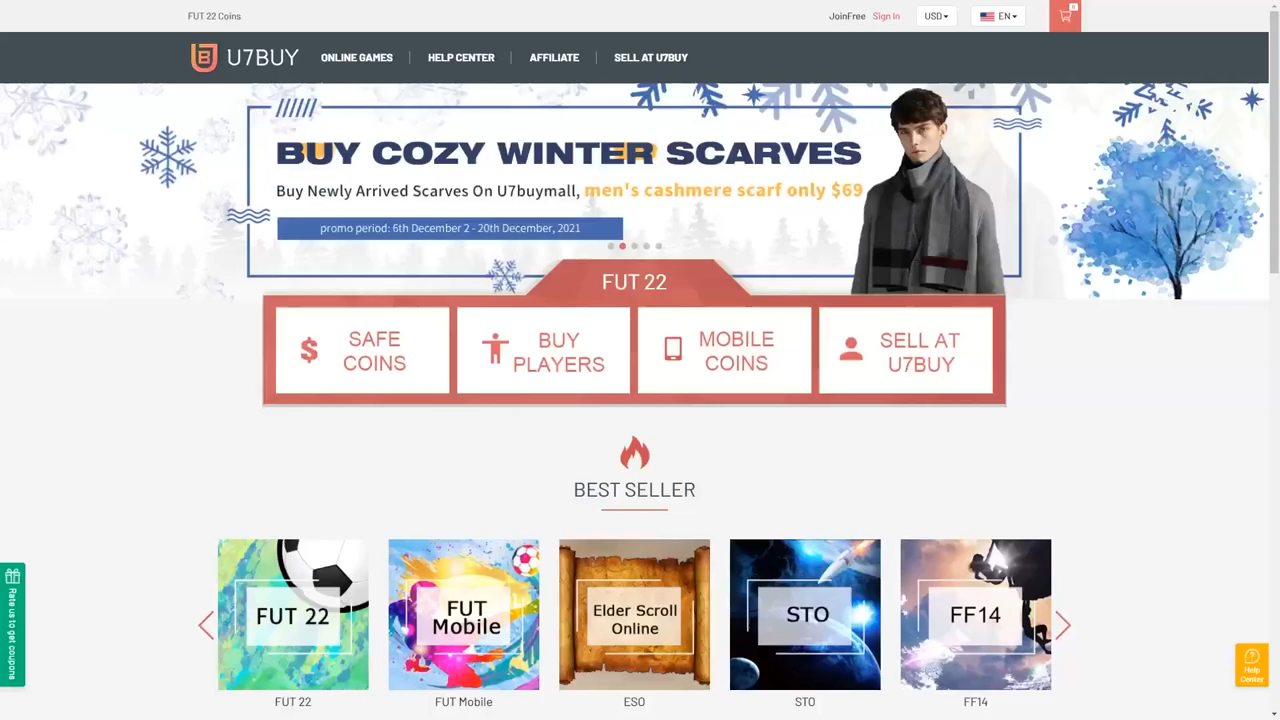 FUT 22 Coins
JoinFree Sign In USD EN 0
U7BUY ONLINE GAMES HELP CENTER AFFILIATE SELL AT U7BUY
BUY COZY WINTER SCARVES
Buy Newly Arrived Scarves On U7buymall, men's cashmere scarf only $69
promo period: 6th December 2 - 20th December, 2021
FUT 22
SAFE
COINS
BUY
PLAYERS
MOBILE
COINS
SELL AT
U7BUY
BEST SELLER
FUT 22
FUT
Mobile
Elder Scroll
Online
STO
FF14
FUT 22
FUT Mobile
ESO
STO
FF14
Rate us to get coupons
Help
Center